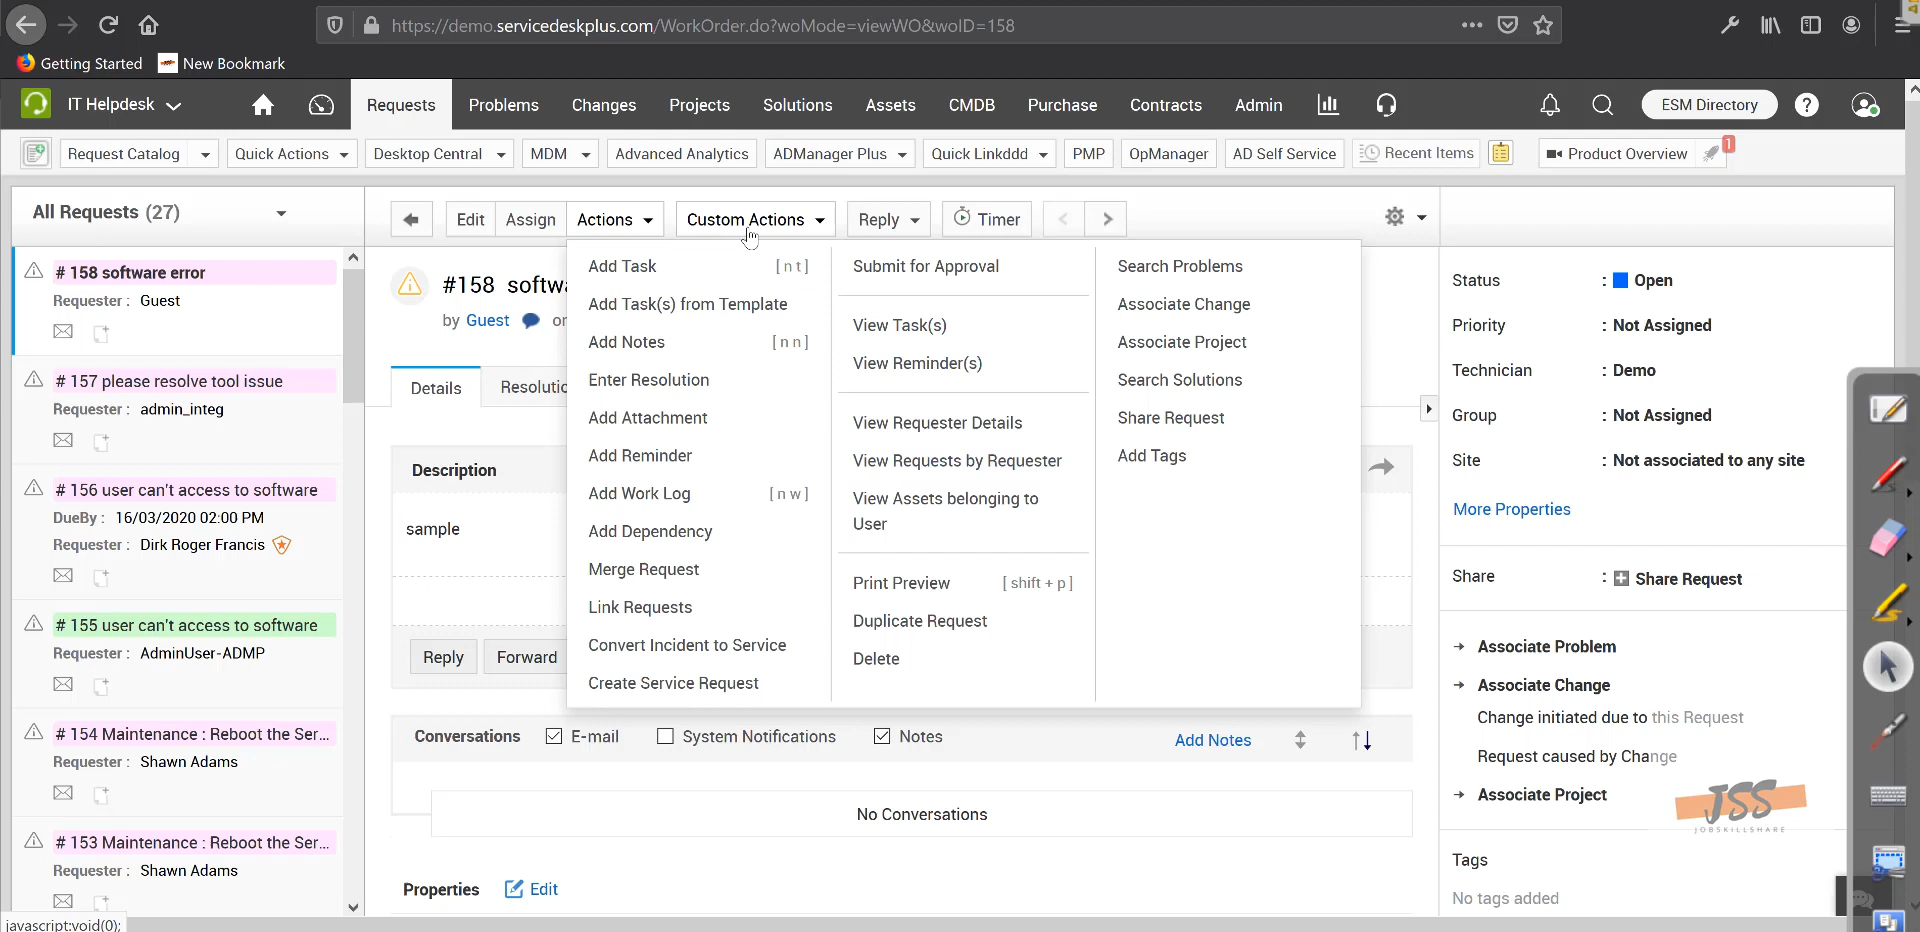 https://demo.servicedeskplus.com/WorkOrder.do?woMode=viewWO&woID=158
Getting Started New Bookmark
IT Helpdesk Requests Problems Changes Projects Solutions Assets CMDB Purchase Contracts Admin ESM Directory ?
Request Catalog Quick Actions Desktop Central MDM Advanced Analytics ADManager Plus Quick Linkddd PMP OpManager AD Self Service Recent Items Product Overview 1
All Requests (27)
# 158 software error
Requester : Guest
# 157 please resolve tool issue
Requester : admin_integ
# 156 user can't access to software
DueBy : 16/03/2020 02:00 PM
Requester : Dirk Roger Francis
# 155 user can't access to software
Requester : AdminUser-ADMP
# 154 Maintenance : Reboot the Ser...
Requester : Shawn Adams
# 153 Maintenance : Reboot the Ser...
Requester : Shawn Adams
javascript:void(0);
Edit Assign Actions Custom Actions Reply Timer
#158 softwa
by Guest on
Details Resolutio
Description
sample
Reply Forward
Add Task [ n t ]
Add Task(s) from Template
Add Notes [ n n ]
Enter Resolution
Add Attachment
Add Reminder
Add Work Log [ n w ]
Add Dependency
Merge Request
Link Requests
Convert Incident to Service
Create Service Request
Submit for Approval
View Task(s)
View Reminder(s)
View Requester Details
View Requests by Requester
View Assets belonging to
User
Print Preview [ shift + p ]
Duplicate Request
Delete
Search Problems
Associate Change
Associate Project
Search Solutions
Share Request
Add Tags
Conversations E-mail System Notifications Notes Add Notes
No Conversations
Properties Edit
Status : Open
Priority : Not Assigned
Technician : Demo
Group : Not Assigned
Site : Not associated to any site
More Properties
Share : Share Request
Associate Problem
Associate Change
Change initiated due to this Request
Request caused by Change
Associate Project
JSS
JOBSKILLSHARE
Tags
No tags added